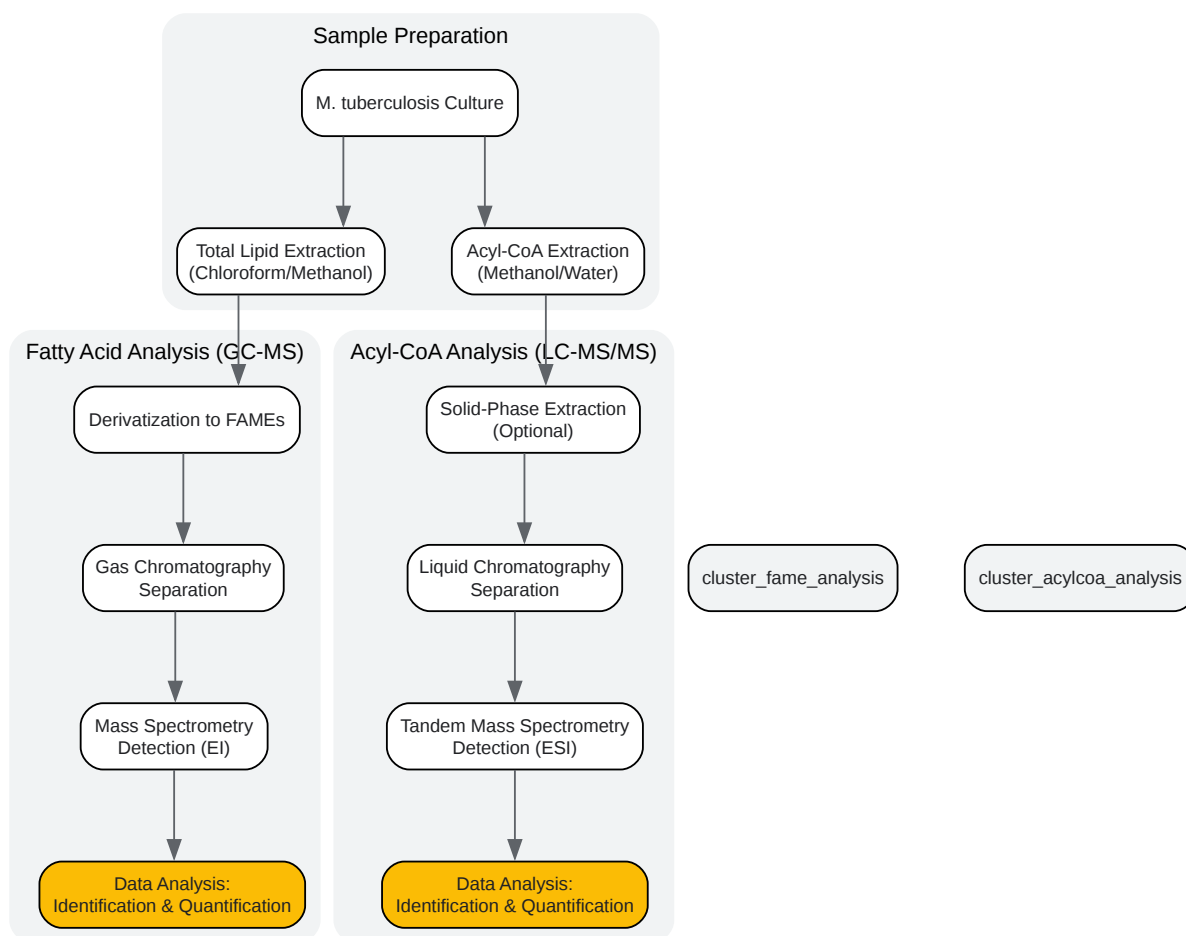 Sample Preparation
M. tuberculosis Culture
Total Lipid Extraction
(Chloroform/Methanol)
Acyl-CoA Extraction
(Methanol/Water)
Fatty Acid Analysis (GC-MS)
Acyl-CoA Analysis (LC-MS/MS)
Derivatization to FAMEs
Solid-Phase Extraction
(Optional)
Gas Chromatography
Separation
Liquid Chromatography
Separation
cluster_fame_analysis
cluster_acylcoa_analysis
Mass Spectrometry
Detection (EI)
Tandem Mass Spectrometry
Detection (ESI)
Data Analysis:
Identification & Quantification
Data Analysis:
Identification & Quantification